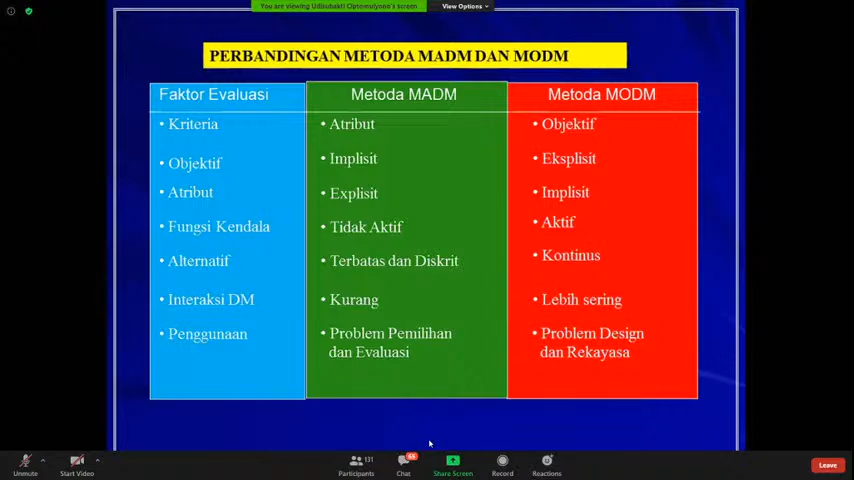 You are viewing Udisubakti Ciptomulyono's screen
View Options
PERBANDINGAN METODA MADM DAN MODM
Faktor Evaluasi
Metoda MADM
Metoda MODM
• Kriteria
• Atribut
• Objektif
• Objektif
• Implisit
• Eksplisit
• Atribut
• Explisit
• Implisit
• Fungsi Kendala
• Tidak Aktif
• Aktif
• Alternatif
• Terbatas dan Diskrit
• Kontinus
• Interaksi DM
• Kurang
• Lebih sering
• Penggunaan
• Problem Pemilihan
dan Evaluasi
• Problem Design
dan Rekayasa
Unmute
Start Video
131
Participants
65
Chat
Share Screen
Record
Reactions
Leave